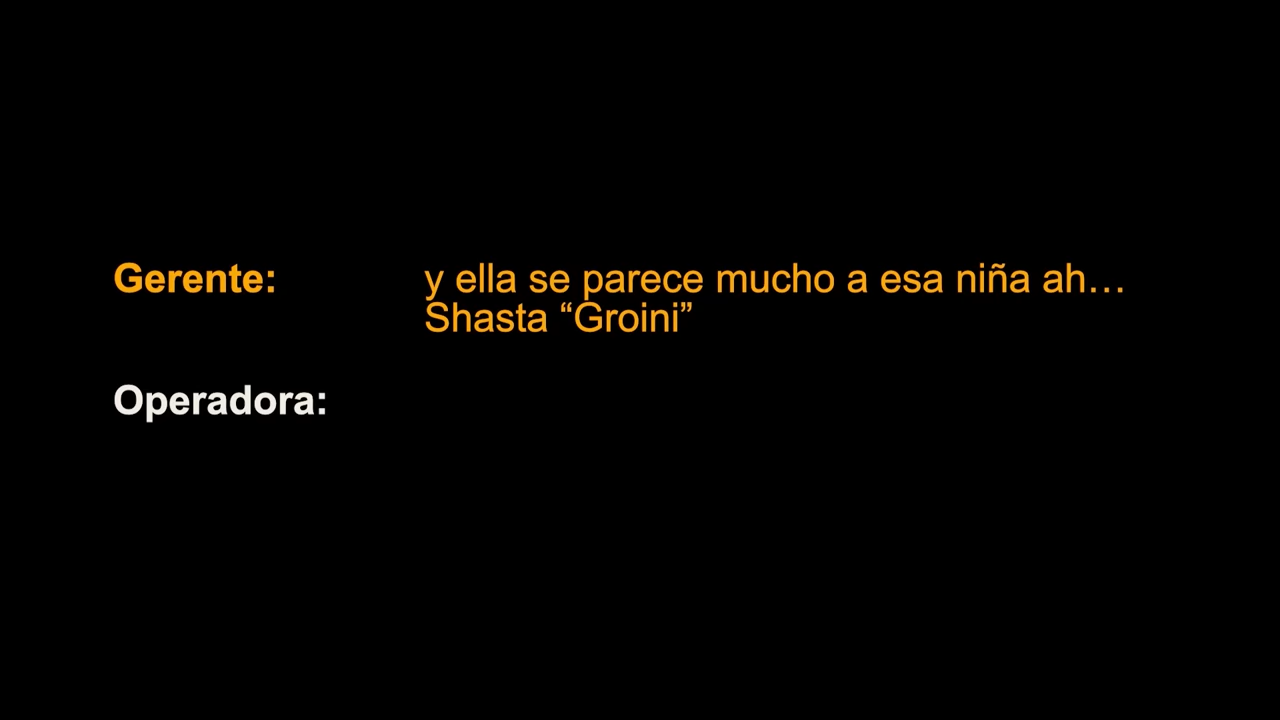 Gerente: y ella se parece mucho a esa niña ah…
Shasta “Groini”
Operadora: